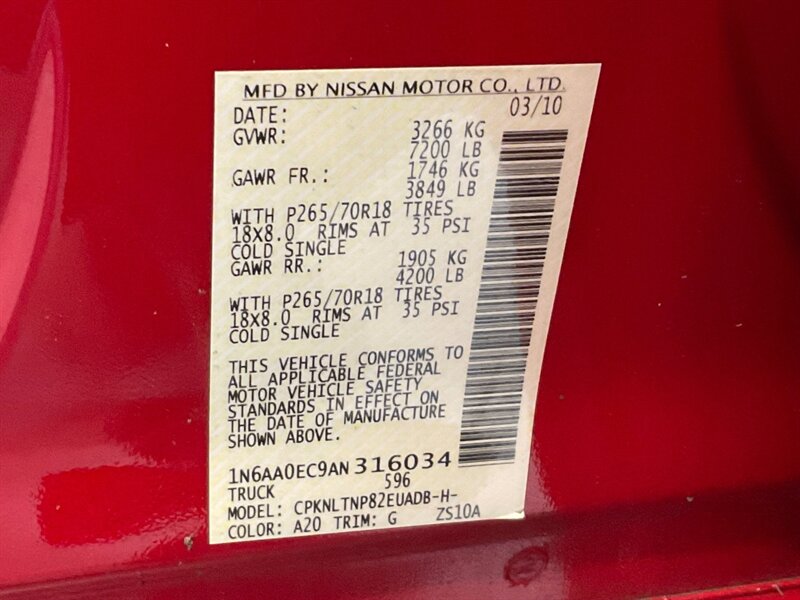 MFD BY NISSAN MOTOR CO., LTD.
DATE: 03/10
GVWR: 3266 KG
7200 LB
GAWR FR.: 1746 KG
3849 LB
WITH P265/70R18 TIRES
18X8.0 RIMS AT 35 PSI
COLD SINGLE
GAWR RR.: 1905 KG
4200 LB
WITH P265/70R18 TIRES
18X8.0 RIMS AT 35 PSI
COLD SINGLE
THIS VEHICLE CONFORMS TO
ALL APPLICABLE FEDERAL
MOTOR VEHICLE SAFETY
STANDARDS IN EFFECT ON
THE DATE OF MANUFACTURE
SHOWN ABOVE.
1N6AA0EC9AN316034
TRUCK 596
MODEL: CPKNLTNP82EUADB-H-
COLOR: A20 TRIM: G ZS10A